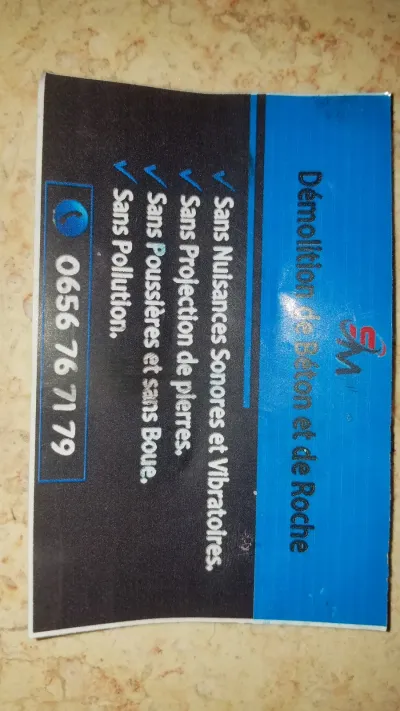 SM
Démolition de Béton et de Roche
✓ Sans Nuisances Sonores et Vibratoires.
✓ Sans Projection de pierres.
✓ Sans Poussières et sans Boue.
✓ Sans Pollution.
0656 76 71 79